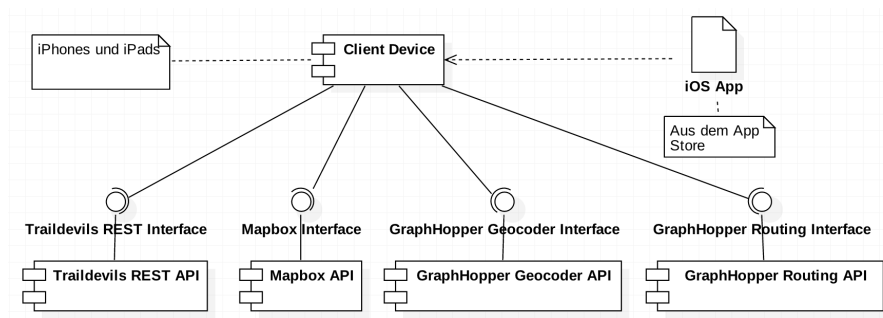 iPhones und iPads
Client Device
iOS App
Aus dem App
Store
Traildevils REST Interface
Mapbox Interface
GraphHopper Geocoder Interface
GraphHopper Routing Interface
Traildevils REST API
Mapbox API
GraphHopper Geocoder API
GraphHopper Routing API